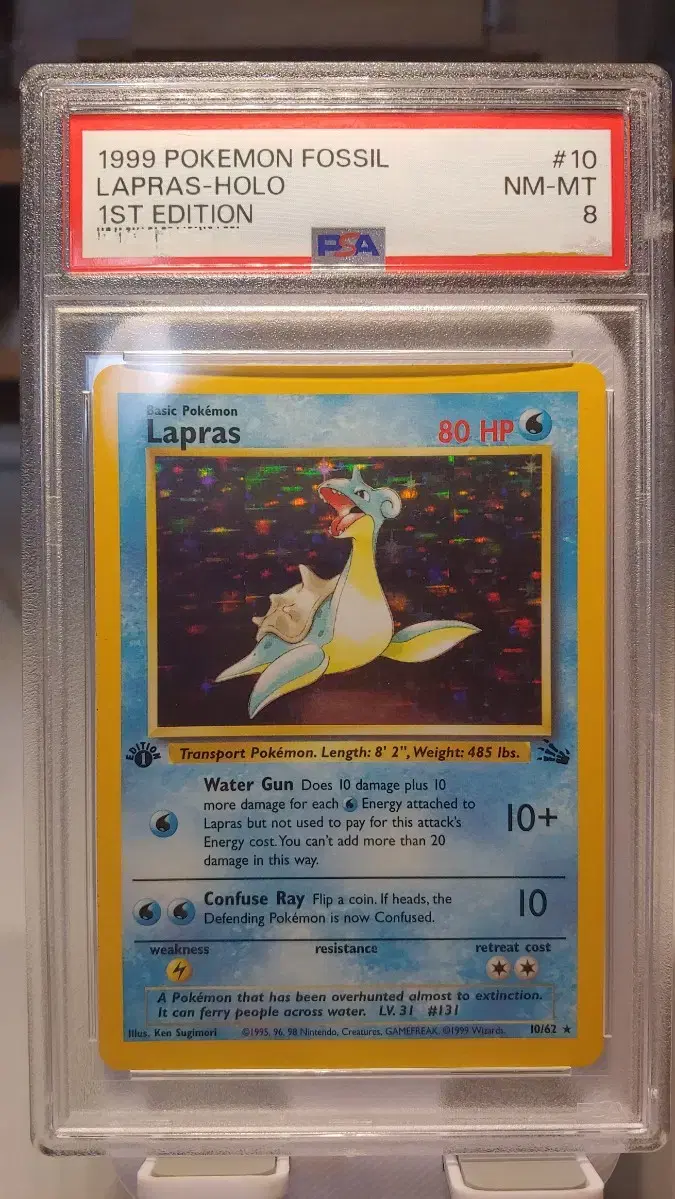 1999 POKEMON FOSSIL #10
LAPRAS-HOLO NM-MT
1ST EDITION 8
PSA
Basic Pokémon
Lapras 80 HP
EDITION
1
Transport Pokémon. Length: 8' 2", Weight: 485 lbs.
Water Gun Does 10 damage plus 10
more damage for each Energy attached to
Lapras but not used to pay for this attack's
Energy cost. You can't add more than 20
damage in this way.
10+
Confuse Ray Flip a coin. If heads, the
Defending Pokémon is now Confused.
10
weakness resistance retreat cost
A Pokémon that has been overhunted almost to extinction.
It can ferry people across water. LV. 31 #131
Illus. Ken Sugimori ©1995, 96, 98 Nintendo, Creatures, GAMEFREAK. ©1999 Wizards. 10/62 ★